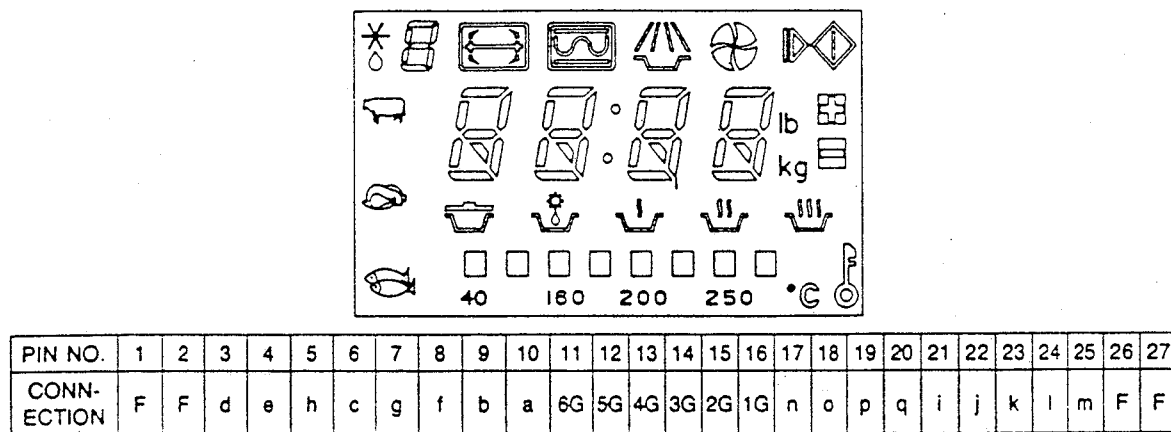 lb
kg
40 160 200 250 °C
PIN NO. 1 2 3 4 5 6 7 8 9 10 11 12 13 14 15 16 17 18 19 20 21 22 23 24 25 26 27
CONN-
ECTION F F d e h c g f b a 6G 5G 4G 3G 2G 1G n o p q i j k l m F F